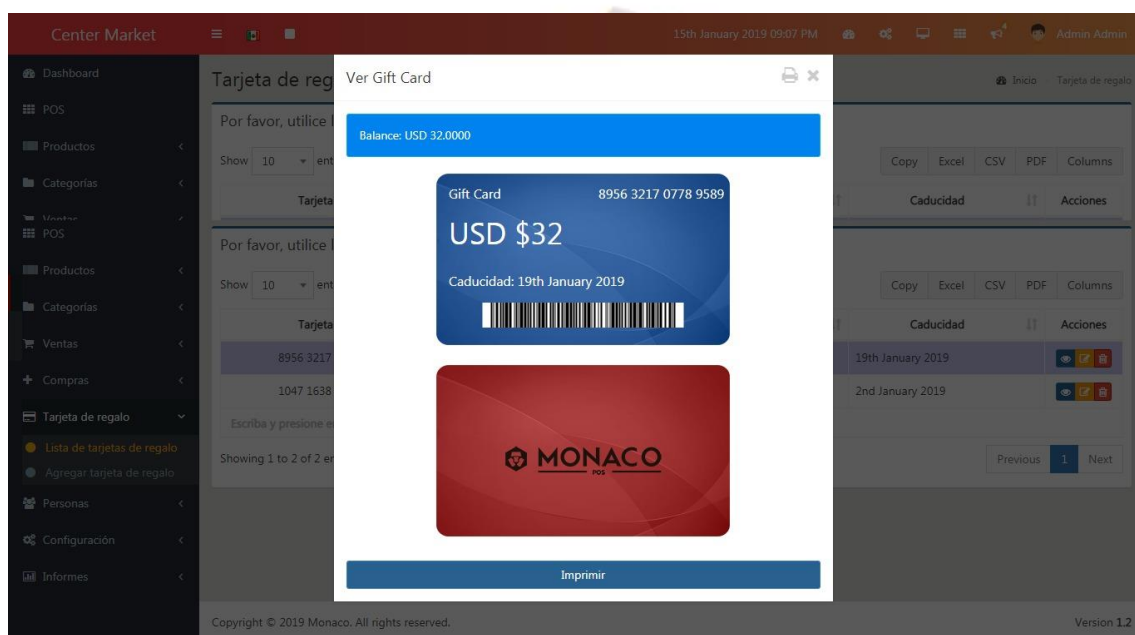 Center Market
15th January 2019 09:07 PM
4
Admin Admin
Dashboard
POS
Productos
Categorías
Ventas
POS
Productos
Categorías
Ventas
Compras
Tarjeta de regalo
Lista de tarjetas de regalo
Agregar tarjeta de regalo
Personas
Configuración
Informes
Tarjeta de reg
Inicio Tarjeta de regalo
Por favor, utilice l
Show 10 ent
Copy Excel CSV PDF Columns
Tarjeta Caducidad Acciones
Por favor, utilice l
Show 10 ent
Copy Excel CSV PDF Columns
Tarjeta Caducidad Acciones
8956 3217 19th January 2019
1047 1638 2nd January 2019
Escriba y presione e
Showing 1 to 2 of 2 en
Previous 1 Next
Ver Gift Card
Balance: USD 32.0000
Gift Card 8956 3217 0778 9589
USD $32
Caducidad: 19th January 2019
MONACO
POS
Imprimir
Copyright © 2019 Monaco. All rights reserved.
Version 1.2